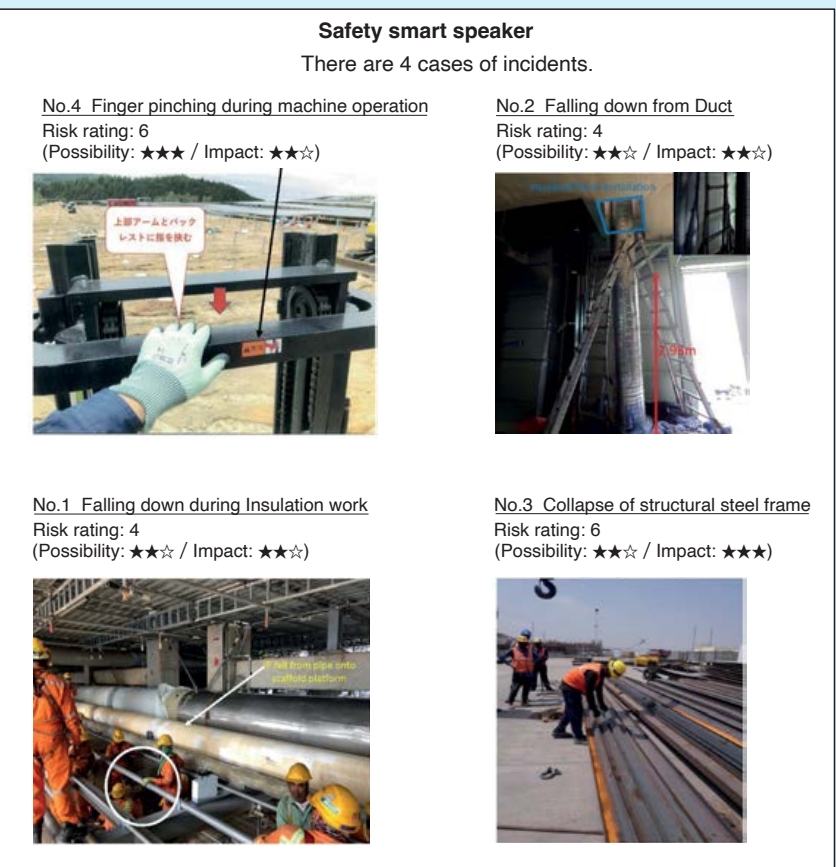 Safety smart speaker
There are 4 cases of incidents.
No.4 Finger pinching during machine operation
Risk rating: 6
(Possibility: ★★★ / Impact: ★★☆)
上部アームとバック
レストに指を挟む
No.2 Falling down from Duct
Risk rating: 4
(Possibility: ★★☆ / Impact: ★★☆)
2.95m
No.1 Falling down during Insulation work
Risk rating: 4
(Possibility: ★★☆ / Impact: ★★☆)
fell from pipe onto
scaffold platform
No.3 Collapse of structural steel frame
Risk rating: 6
(Possibility: ★★☆ / Impact: ★★★)